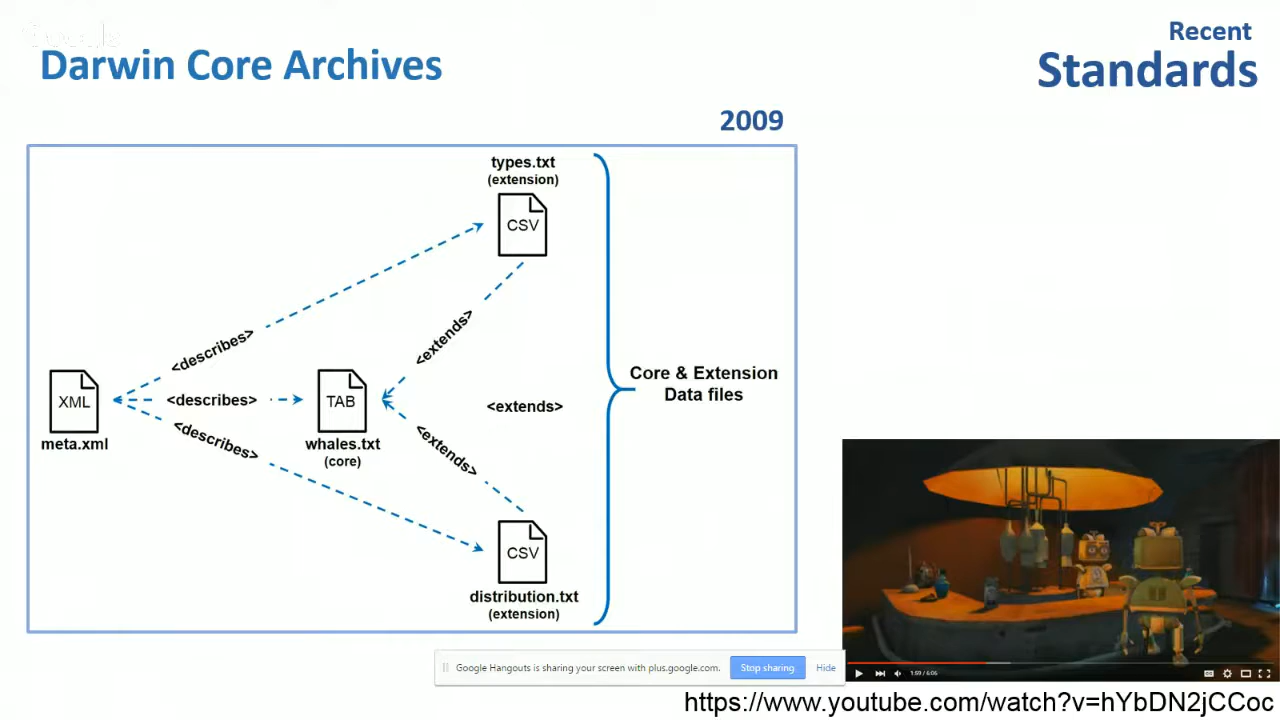 Recent
Darwin Core Archives
Standards
2009
types.txt
(extension)
CSV
<describes>
<extends>
XML
meta.xml
<describes>
TAB
whales.txt
(core)
<extends>
Core & Extension
Data files
<describes>
<extends>
CSV
distribution.txt
(extension)
Google Hangouts is sharing your screen with plus.google.com.
Stop sharing
Hide
1:59 / 6:06
https://www.youtube.com/watch?v=hYbDN2jCCoc